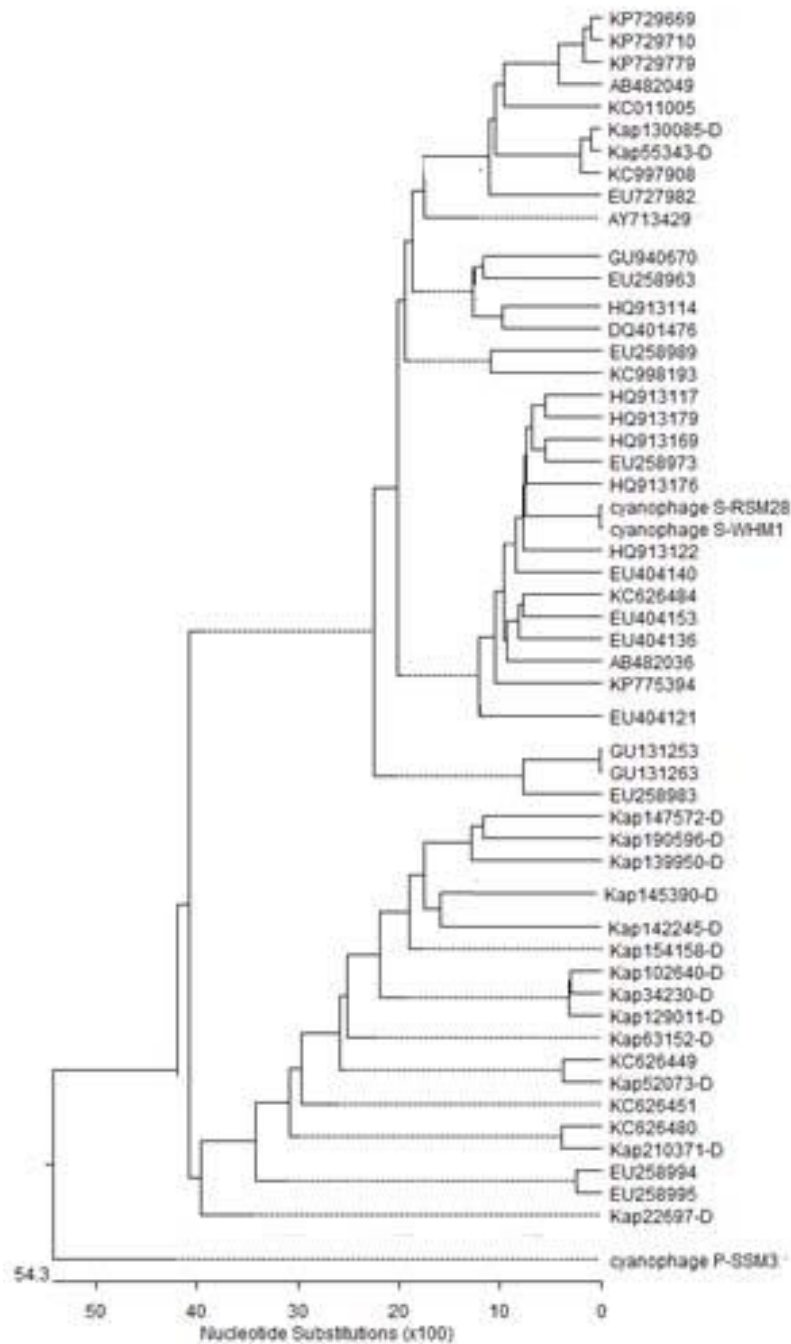 KP729669
KP729710
KP729779
AB482049
KC011005
Kap130085-D
Kap55343-D
KC997908
EU727982
AY713429
GU940670
EU258963
HQ913114
DQ401476
EU258989
KC998193
HQ913117
HQ913179
HQ913169
EU258973
HQ913176
cyanophage S-RSM28
cyanophage S-WHM1
HQ913122
EU404140
KC626484
EU404153
EU404136
AB482036
KP775394
EU404121
GU131253
GU131263
EU258983
Kap147572-D
Kap190596-D
Kap139950-D
Kap145390-D
Kap142245-D
Kap154158-D
Kap102640-D
Kap34230-D
Kap129011-D
Kap63152-D
KC626449
Kap52073-D
KC626451
KC626480
Kap210371-D
EU258994
EU258995
Kap22697-D
cyanophage P-SSM3
54.3
50 40 30 20 10 0
Nucleotide Substitutions (x100)